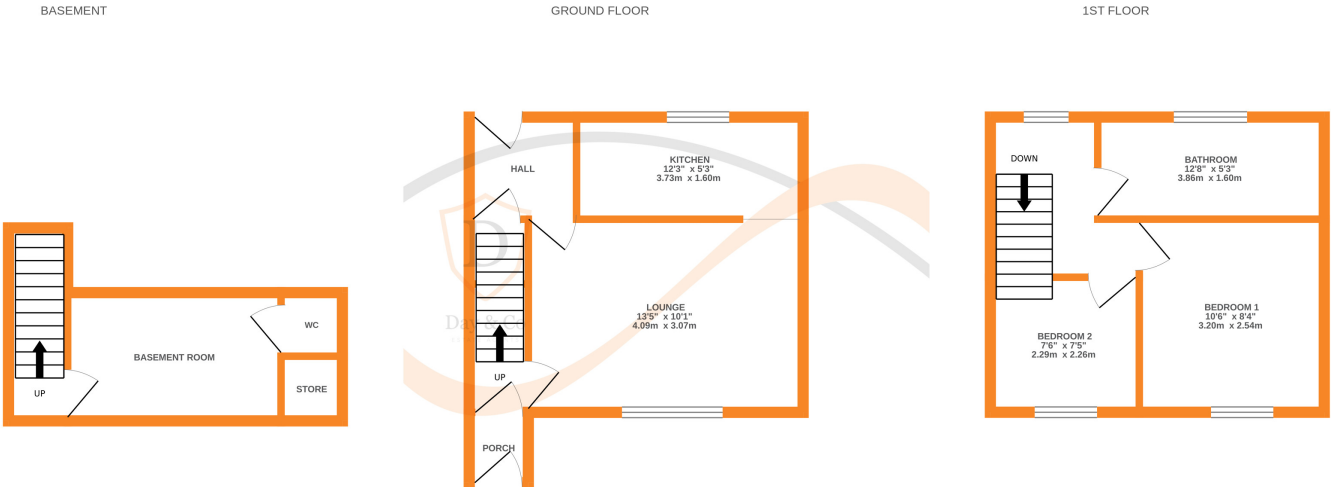 BASEMENT
GROUND FLOOR
1ST FLOOR
UP
BASEMENT ROOM
WC
STORE
HALL
KITCHEN
12'3" x 5'3"
3.73m x 1.60m
LOUNGE
13'5" x 10'1"
4.09m x 3.07m
UP
PORCH
D
Day & Co
DOWN
BATHROOM
12'8" x 5'3"
3.86m x 1.60m
BEDROOM 1
10'6" x 8'4"
3.20m x 2.54m
BEDROOM 2
7'6" x 7'5"
2.29m x 2.26m